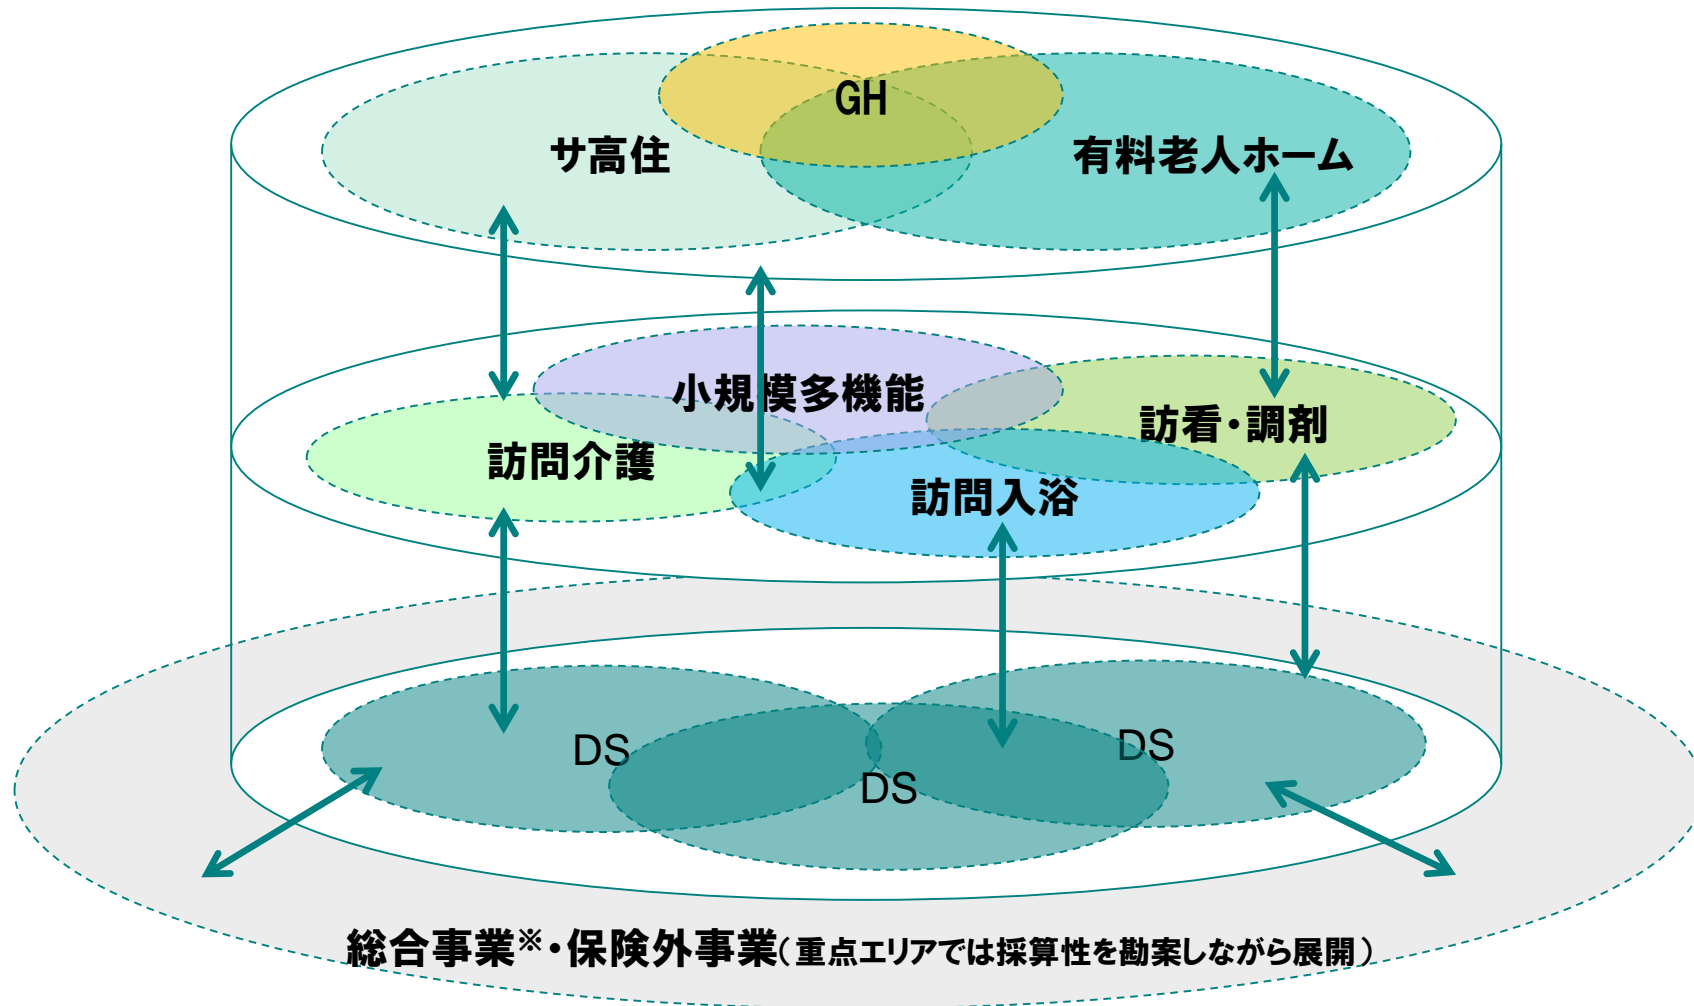 GH
サ高住
有料老人ホーム
小規模多機能
訪看・調剤
訪問介護
訪問入浴
DS
DS
DS
総合事業※・保険外事業(重点エリアでは採算性を勘案しながら展開)